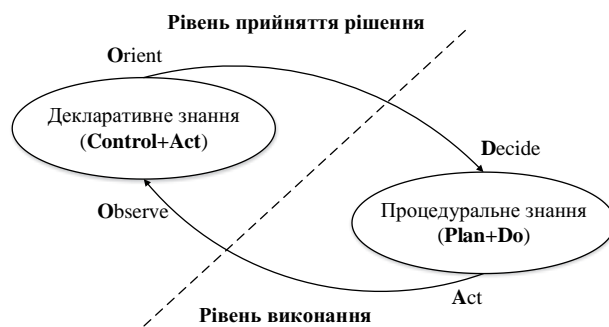 Рівень прийняття рішення
Orient
Декларативне знання
(Control+Act)
Decide
Observe
Процедуральне знання
(Plan+Do)
Act
Рівень виконання